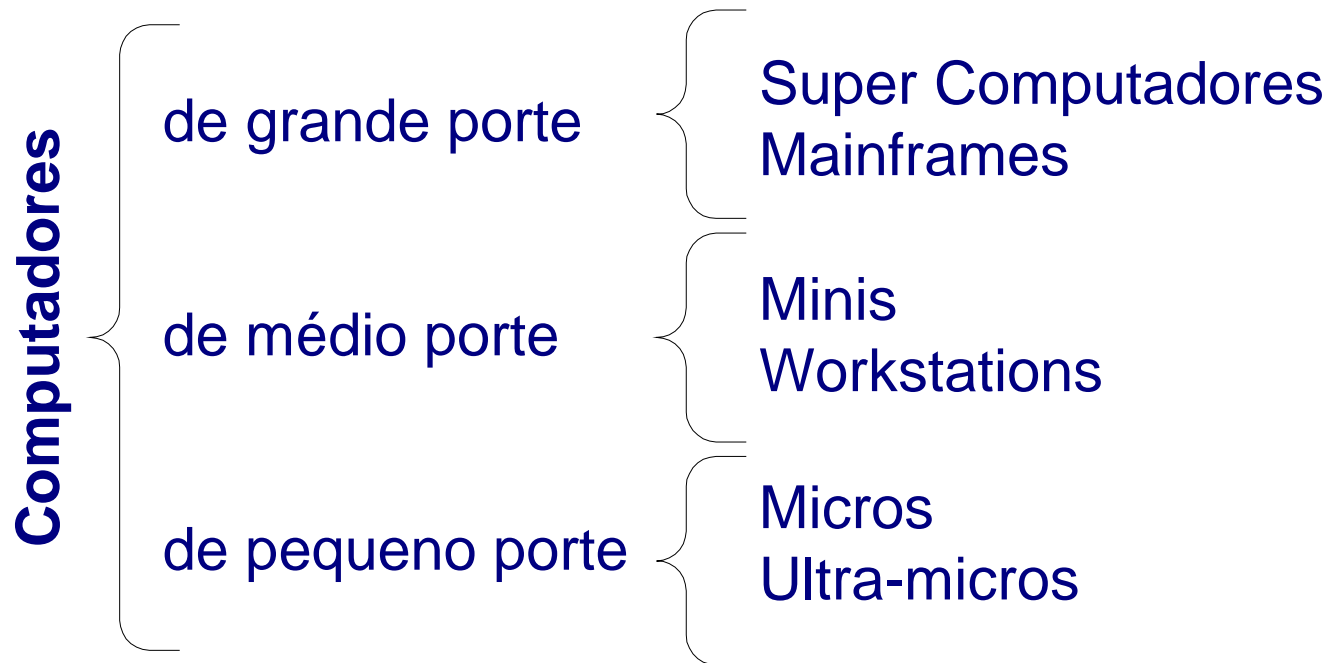 Computadores
de grande porte
Super Computadores
Mainframes
de médio porte
Minis
Workstations
de pequeno porte
Micros
Ultra-micros